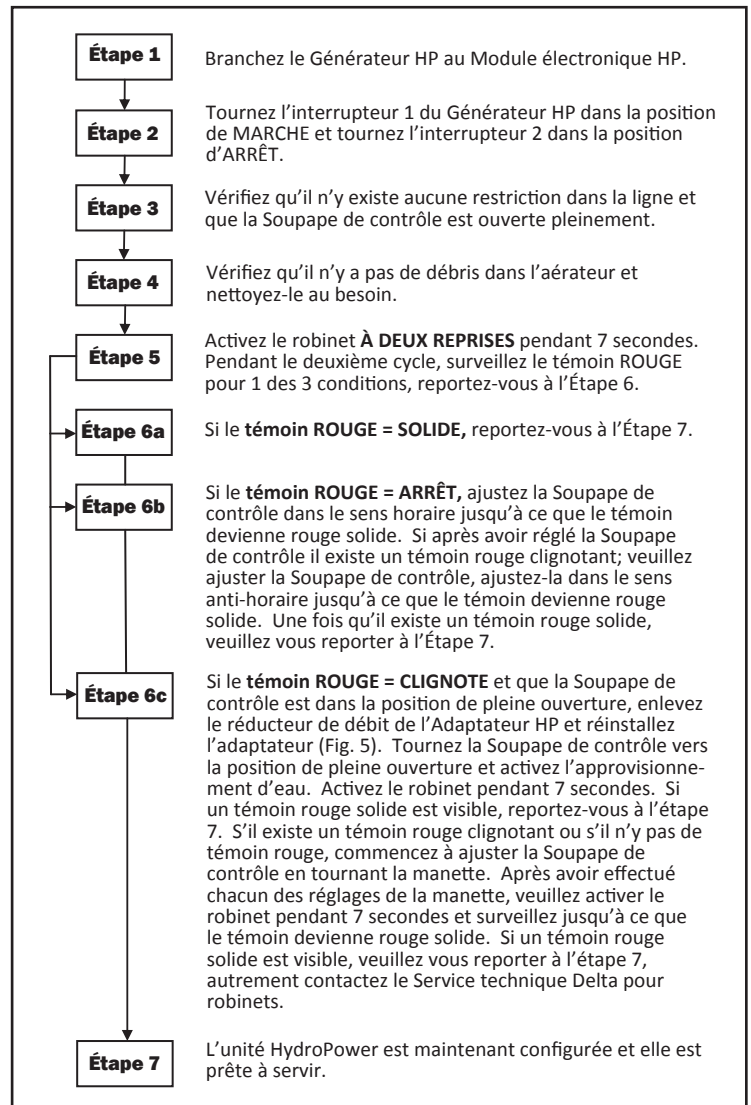 Étape 1
Branchez le Générateur HP au Module électronique HP.
Étape 2
Tournez l'interrupteur 1 du Générateur HP dans la position
de MARCHE et tournez l'interrupteur 2 dans la position
d'ARRÊT.
Étape 3
Vérifiez qu'il n'y existe aucune restriction dans la ligne et
que la Soupape de contrôle est ouverte pleinement.
Étape 4
Vérifiez qu'il n'y a pas de débris dans l'aérateur et
nettoyez-le au besoin.
Étape 5
Activez le robinet À DEUX REPRISES pendant 7 secondes.
Pendant le deuxième cycle, surveillez le témoin ROUGE
pour 1 des 3 conditions, reportez-vous à l'Étape 6.
Étape 6a
Si le témoin ROUGE = SOLIDE, reportez-vous à l'Étape 7.
Étape 6b
Si le témoin ROUGE = ARRÊT, ajustez la Soupape de
contrôle dans le sens horaire jusqu'à ce que le témoin
devienne rouge solide. Si après avoir réglé la Soupape
de contrôle il existe un témoin rouge clignotant; veuillez
ajuster la Soupape de contrôle, ajustez-la dans le sens
anti-horaire jusqu'à ce que le témoin devienne rouge
solide. Une fois qu'il existe un témoin rouge solide,
veuillez vous reporter à l'Étape 7.
Étape 6c
Si le témoin ROUGE = CLIGNOTE et que la Soupape de
contrôle est dans la position de pleine ouverture, enlevez
le réducteur de débit de l'Adaptateur HP et réinstallez
l'adaptateur (Fig. 5). Tournez la Soupape de contrôle vers
la position de pleine ouverture et activez l'approvisionne-
ment d'eau. Activez le robinet pendant 7 secondes. Si
un témoin rouge solide est visible, reportez-vous à l'étape
7. S'il existe un témoin rouge clignotant ou s'il n'y pas de
témoin rouge, commencez à ajuster la Soupape de
contrôle en tournant la manette. Après avoir effectué
chacun des réglages de la manette, veuillez activer le
robinet pendant 7 secondes et surveillez jusqu'à ce que
le témoin devienne rouge solide. Si un témoin rouge
solide est visible, veuillez vous reporter à l'étape 7,
autrement contactez le Service technique Delta pour
robinets.
Étape 7
L'unité HydroPower est maintenant configurée et elle est
prête à servir.